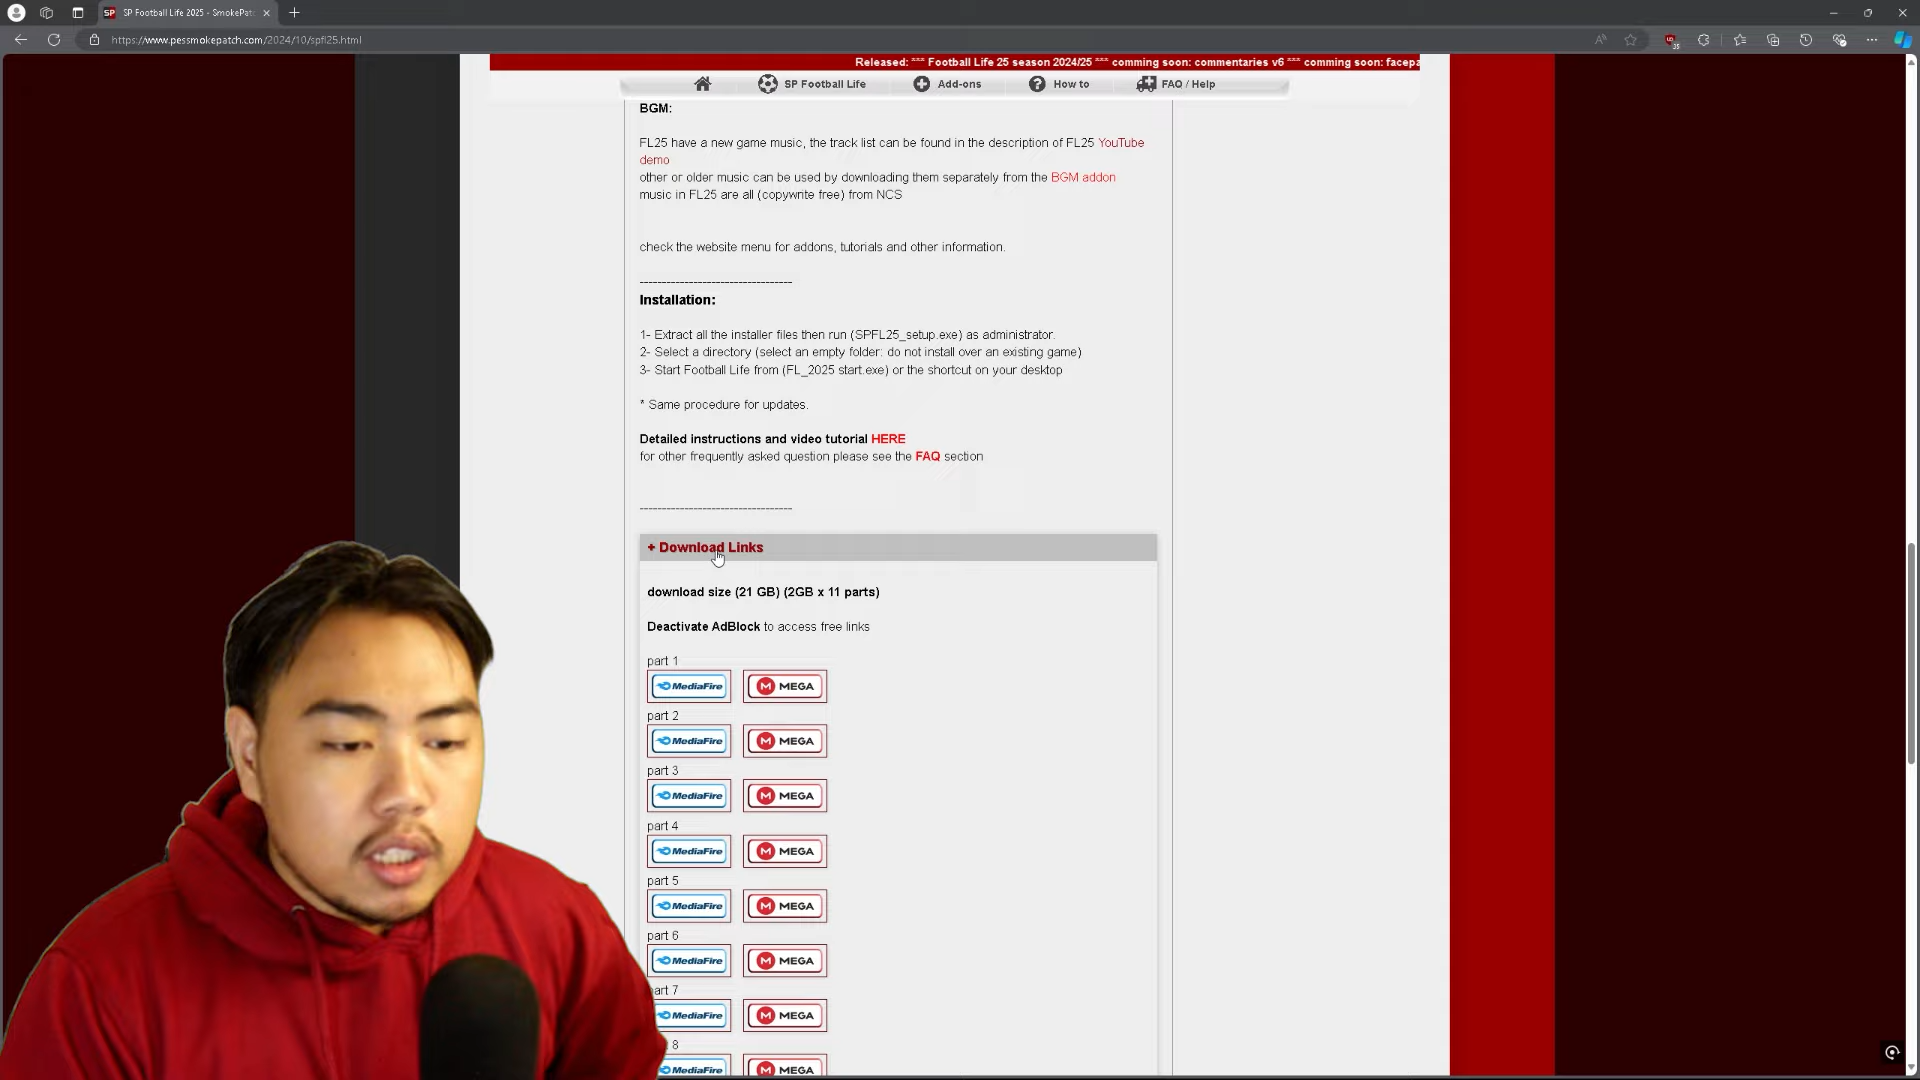 SP Football Life 2025 - SmokePatc
https://www.pessmokepatch.com/2024/10/spfl25.html
Released: *** Football Life 25 season 2024/25 *** comming soon: commentaries v6 *** comming soon: facepa
SP Football Life
Add-ons
How to
FAQ / Help
BGM:
FL25 have a new game music, the track list can be found in the description of FL25 YouTube
demo
other or older music can be used by downloading them separately from the BGM addon
music in FL25 are all (copywrite free) from NCS
check the website menu for addons, tutorials and other information.
----------------------------------
Installation:
1- Extract all the installer files then run (SPFL25_setup.exe) as administrator.
2- Select a directory (select an empty folder: do not install over an existing game)
3- Start Football Life from (FL_2025 start.exe) or the shortcut on your desktop
* Same procedure for updates.
Detailed instructions and video tutorial HERE
for other frequently asked question please see the FAQ section
----------------------------------
+ Download Links
download size (21 GB) (2GB x 11 parts)
Deactivate AdBlock to access free links
part 1
MediaFire MEGA
part 2
MediaFire MEGA
part 3
MediaFire MEGA
part 4
MediaFire MEGA
part 5
MediaFire MEGA
part 6
MediaFire MEGA
art 7
MediaFire MEGA
8
MediaFire MEGA